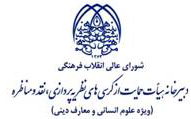 شورای عالی انقلاب فرهنگی
دبیرخانه هیأت حمایت از کرسی های نظریه پردازی، نقد و مناظره
(ویژه علوم انسانی و معارف دینی)